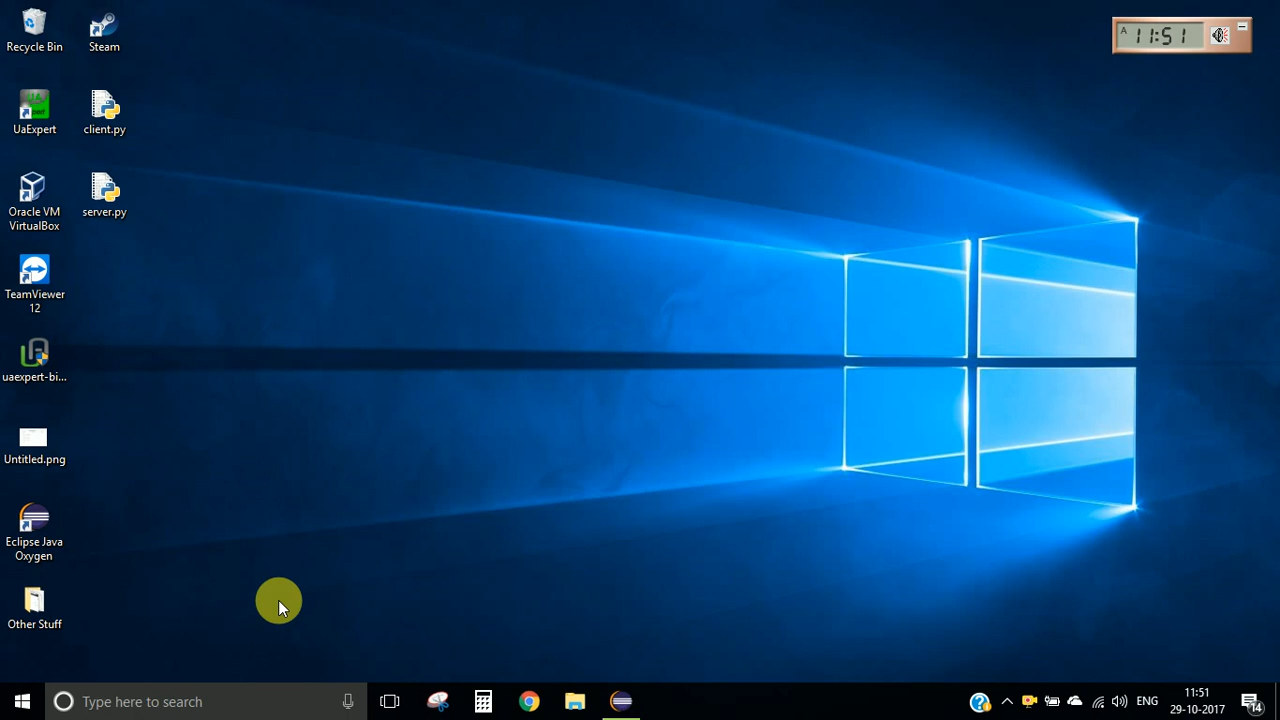 Recycle Bin
Steam
A 11:51
UaExpert
client.py
Oracle VM
VirtualBox
server.py
TeamViewer
12
uaexpert-bi...
Untitled.png
Eclipse Java
Oxygen
Other Stuff
Type here to search
ENG
11:51
29-10-2017
14